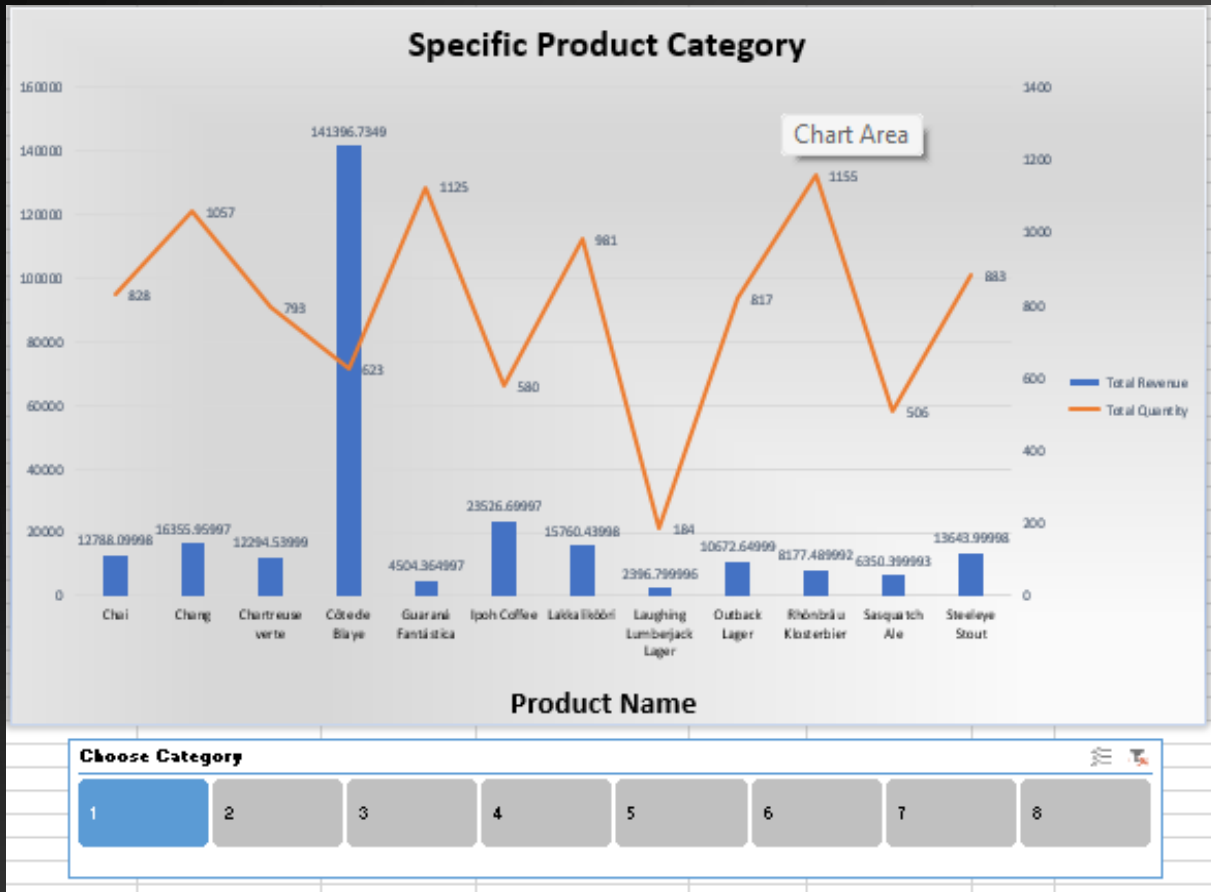 Specific Product Category
160000
140000
120000
100000
80000
60000
40000
20000
0
1400
1200
1000
800
600
400
200
0
Chart Area
141396.7349
1155
1125
1057
981
828
793
623
580
817
883
506
184
12788.09998
16355.95997
12294.53999
4504.364997
23526.69997
15760.43998
2396.799996
10672.64999
8177.489992
6350.399993
13643.99998
Total Revenue
Total Quantity
Chai
Chang
Chartreuse
verte
Côte de
Blaye
Guaraná
Fantástica
Ipoh Coffee
Lakkalikööri
Laughing
Lumberjack
Lager
Outback
Lager
Rhönbräu
Klosterbier
Sasquatch
Ale
Steeleye
Stout
Product Name
Choose Category
1 2 3 4 5 6 7 8